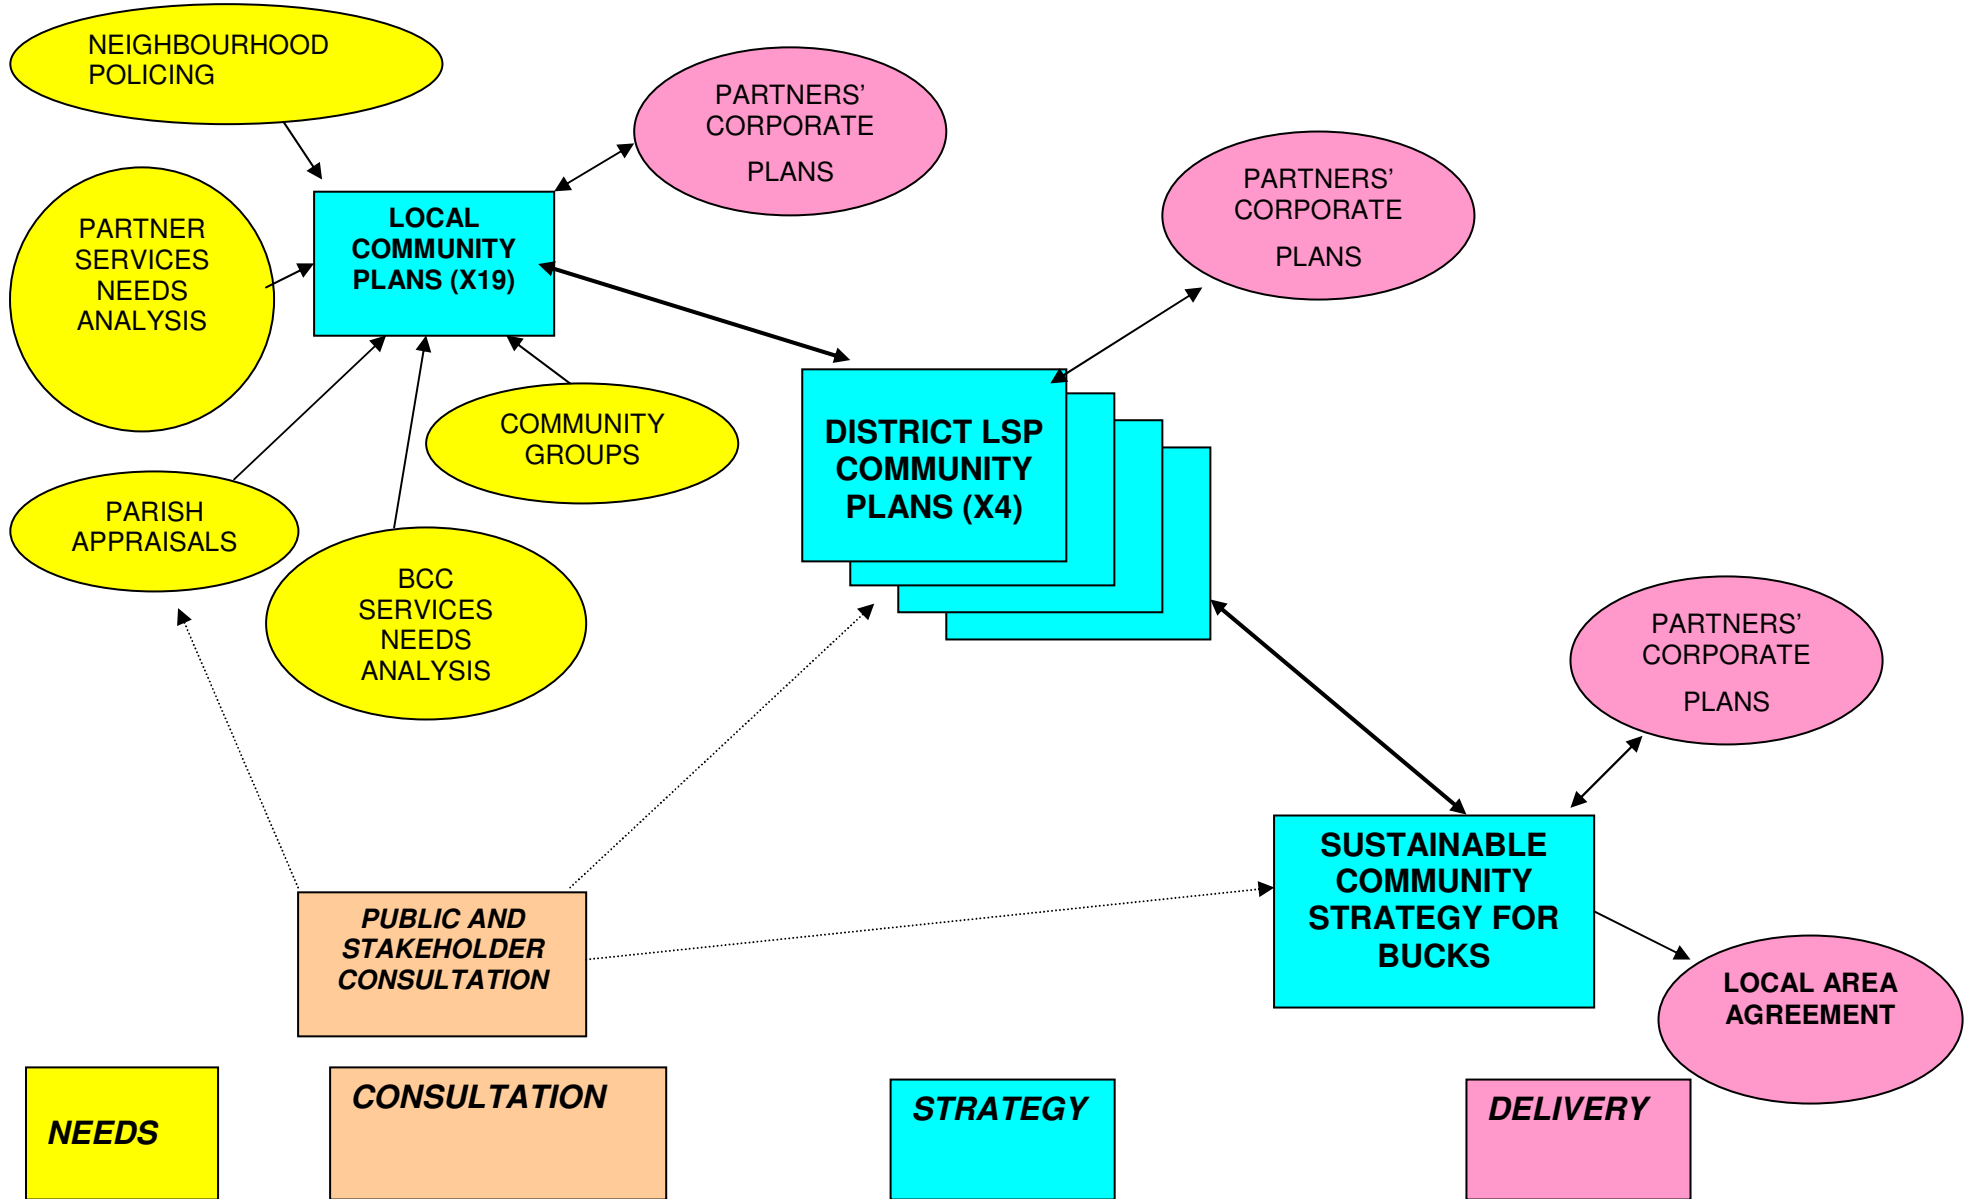 NEIGHBOURHOOD
POLICING
PARTNERS’
CORPORATE
PLANS
PARTNERS’
CORPORATE
PLANS
PARTNER
SERVICES
NEEDS
ANALYSIS
LOCAL
COMMUNITY
PLANS (X19)
COMMUNITY
GROUPS
DISTRICT LSP
COMMUNITY
PLANS (X4)
PARISH
APPRAISALS
BCC
SERVICES
NEEDS
ANALYSIS
PARTNERS’
CORPORATE
PLANS
PUBLIC AND
STAKEHOLDER
CONSULTATION
SUSTAINABLE
COMMUNITY
STRATEGY FOR
BUCKS
LOCAL AREA
AGREEMENT
NEEDS
CONSULTATION
STRATEGY
DELIVERY